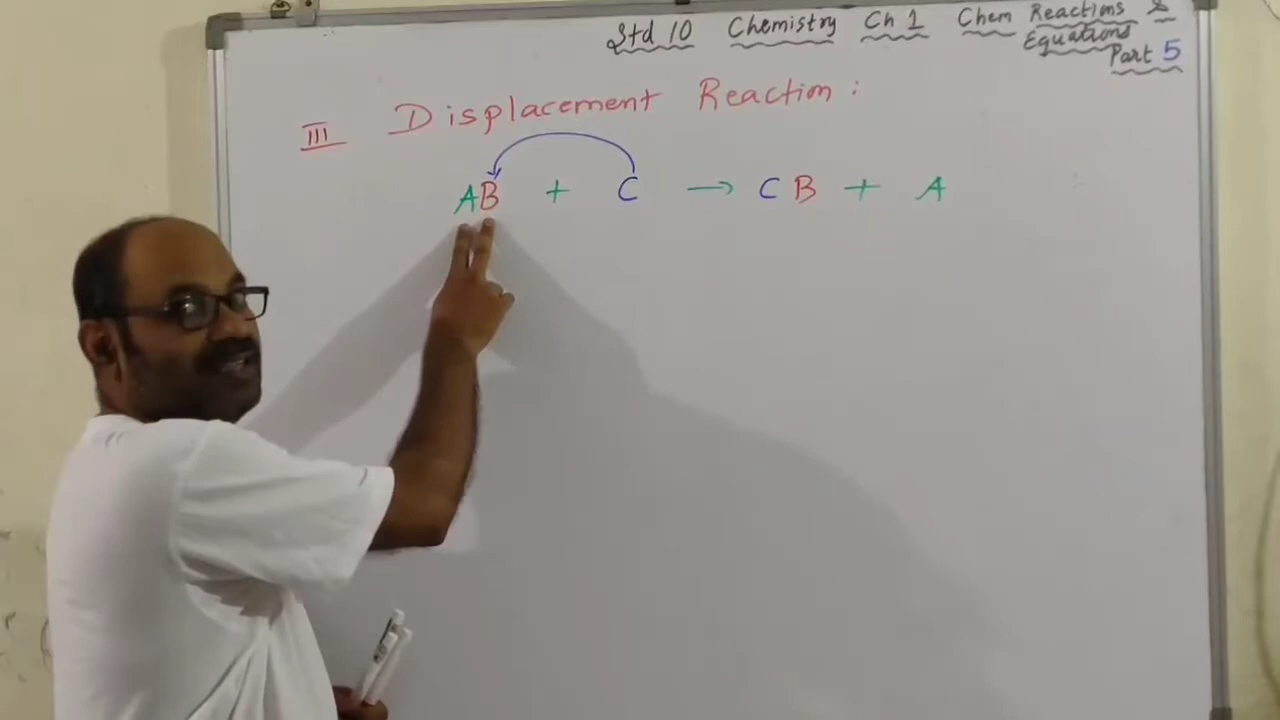 Std 10 Chemistry Ch 1 Chem Reactions &
Equations
Part 5
III Displacement Reaction :
AB + C → CB + A